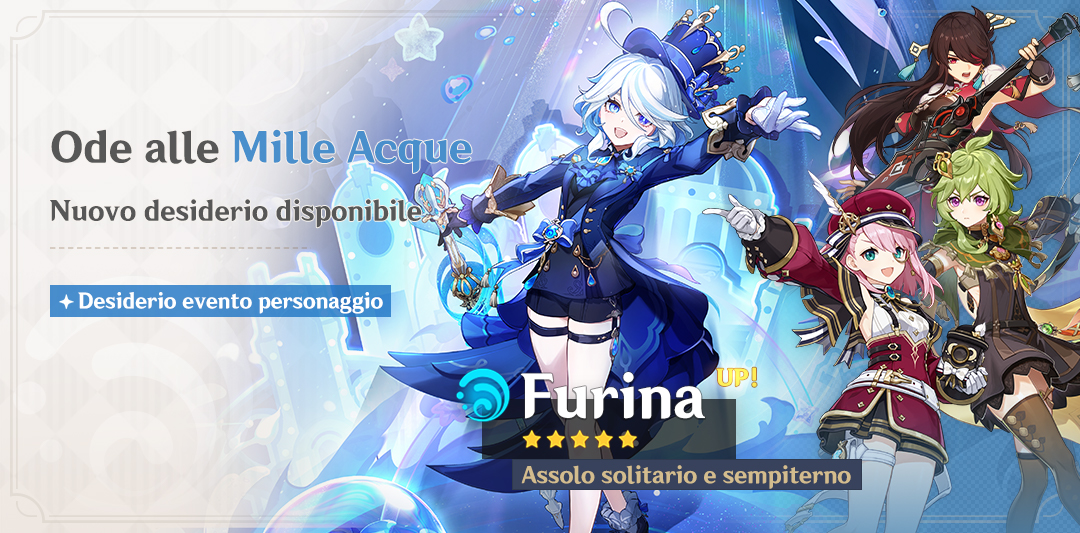 Ode alle Mille Acque
Nuovo desiderio disponibile
Desiderio evento personaggio
Furina UP!
Assolo solitario e sempiterno